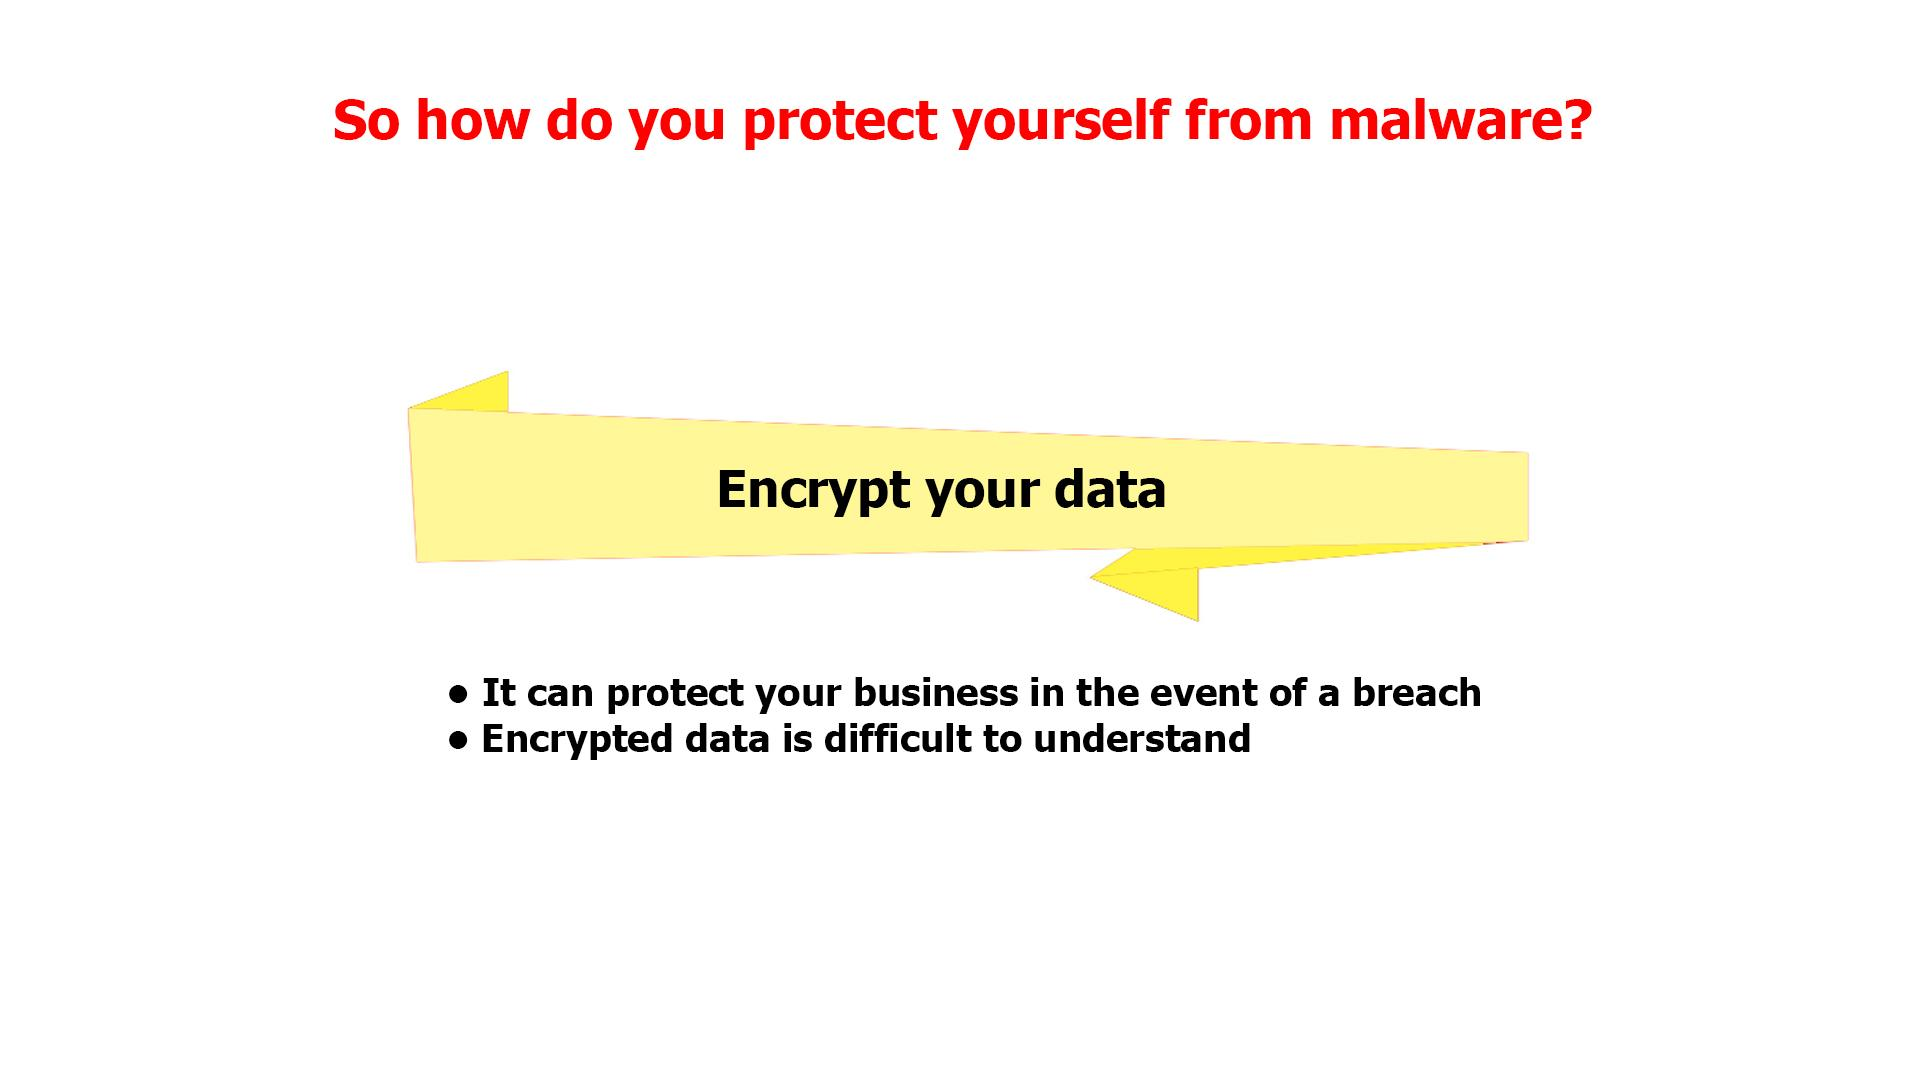 So how do you protect yourself from malware?
Encrypt your data
• It can protect your business in the event of a breach
• Encrypted data is difficult to understand